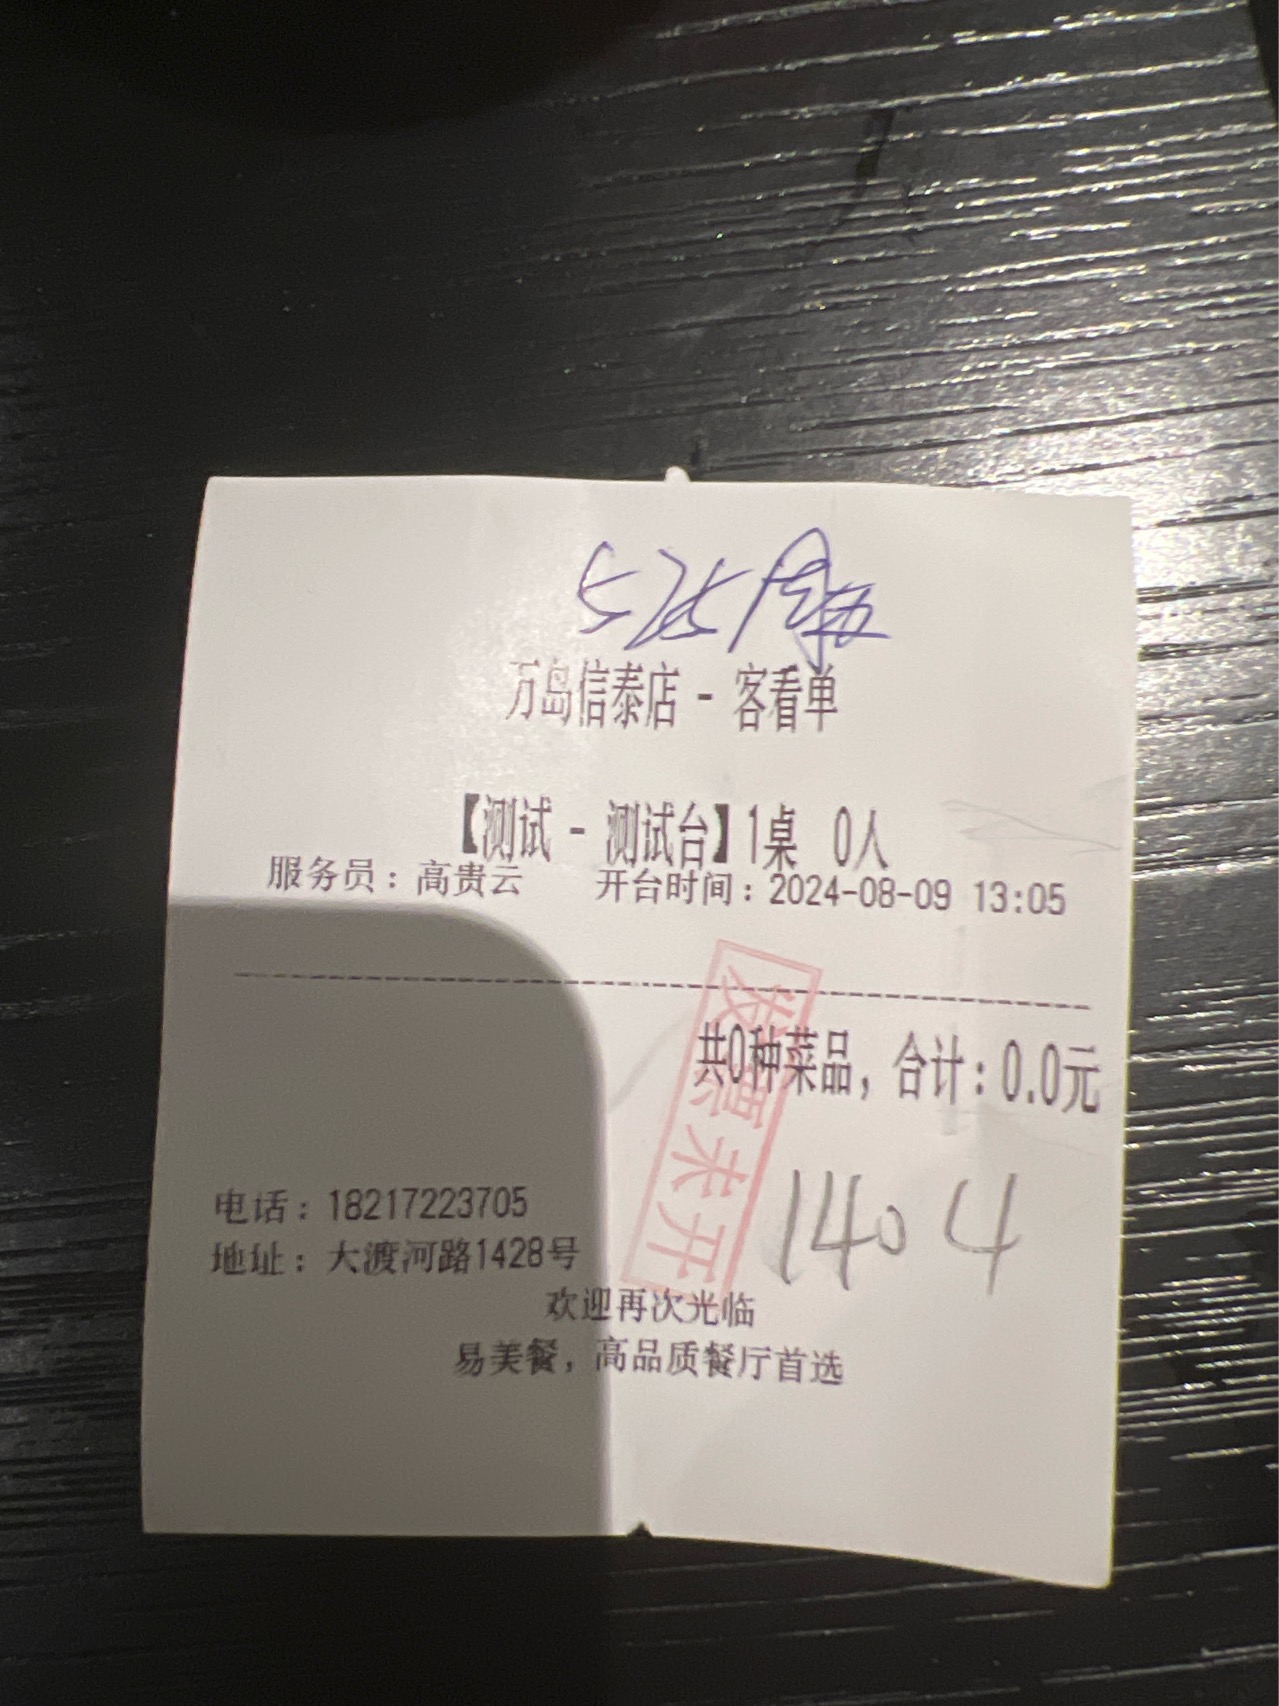 525 周五
万岛信泰店 - 客看单
【测试 - 测试台】1桌 0人
服务员：高贵云 开台时间：2024-08-09 13:05
共0种菜品，合计：0.0元
发票未开
1404
电话：18217223705
地址：大渡河路1428号
欢迎再次光临
易美餐，高品质餐厅首选